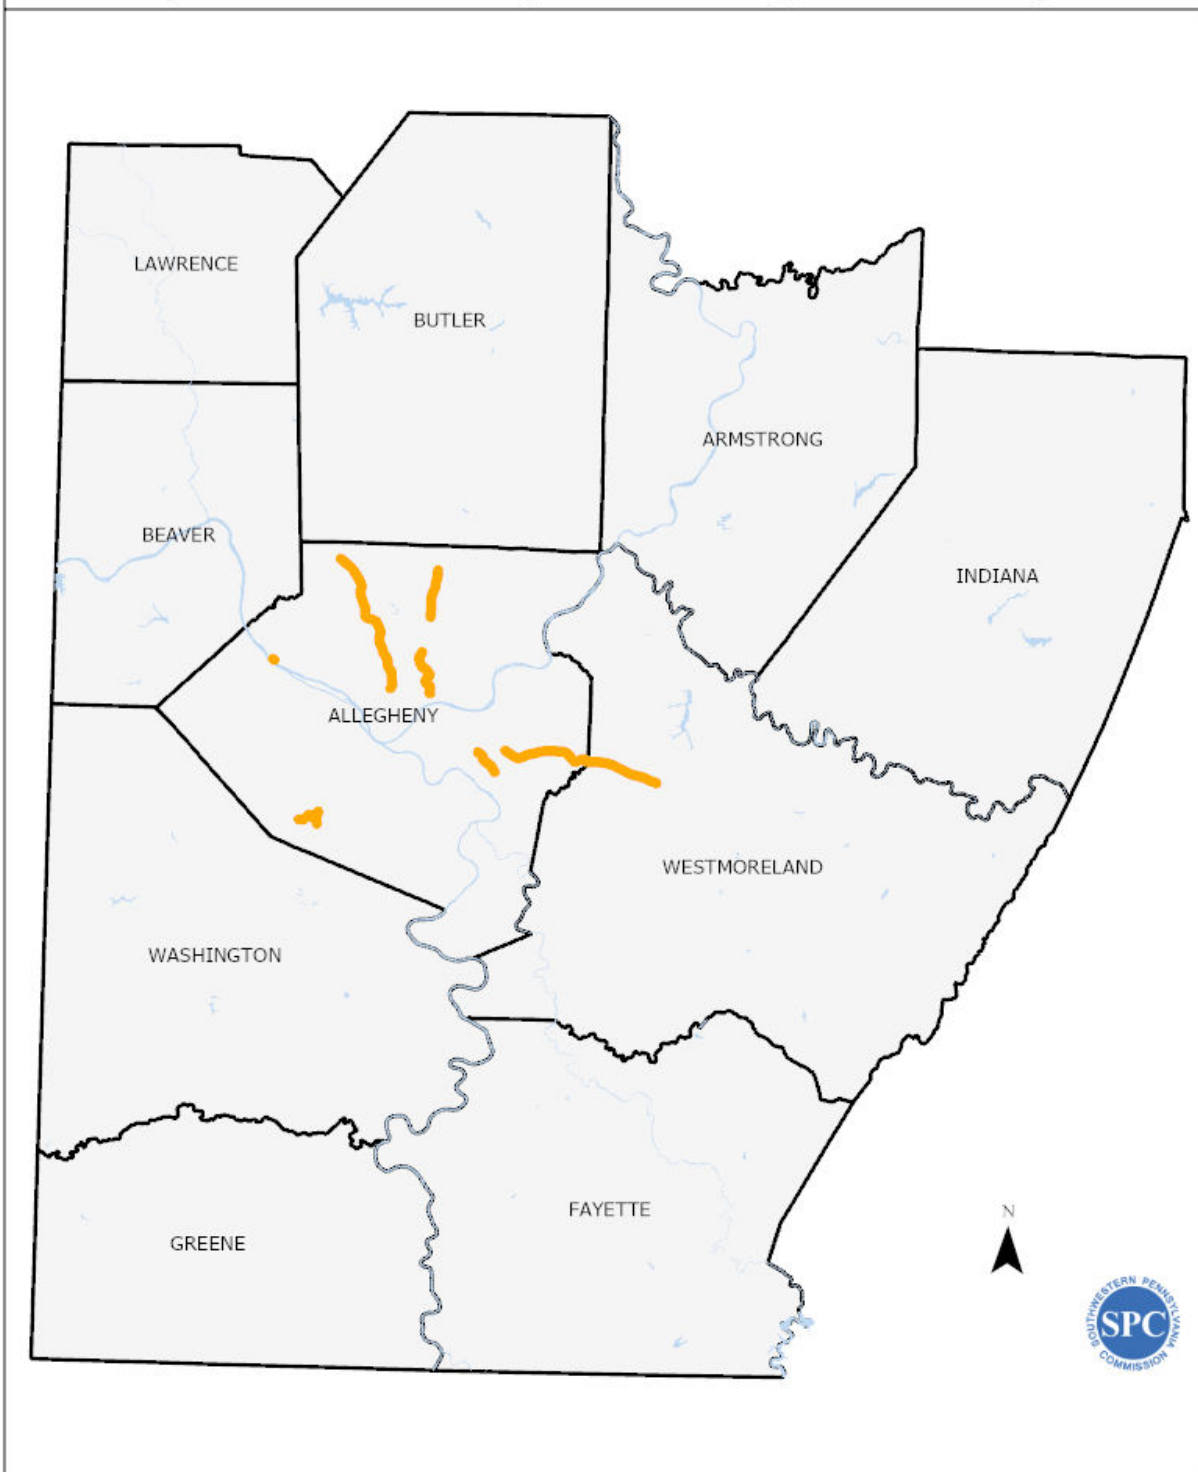 LAWRENCE
BUTLER
ARMSTRONG
BEAVER
INDIANA
ALLEGHENY
WESTMORELAND
WASHINGTON
FAYETTE
N
GREENE
SOUTHWESTERN PENNSYLVANIA
SPC
COMMISSION